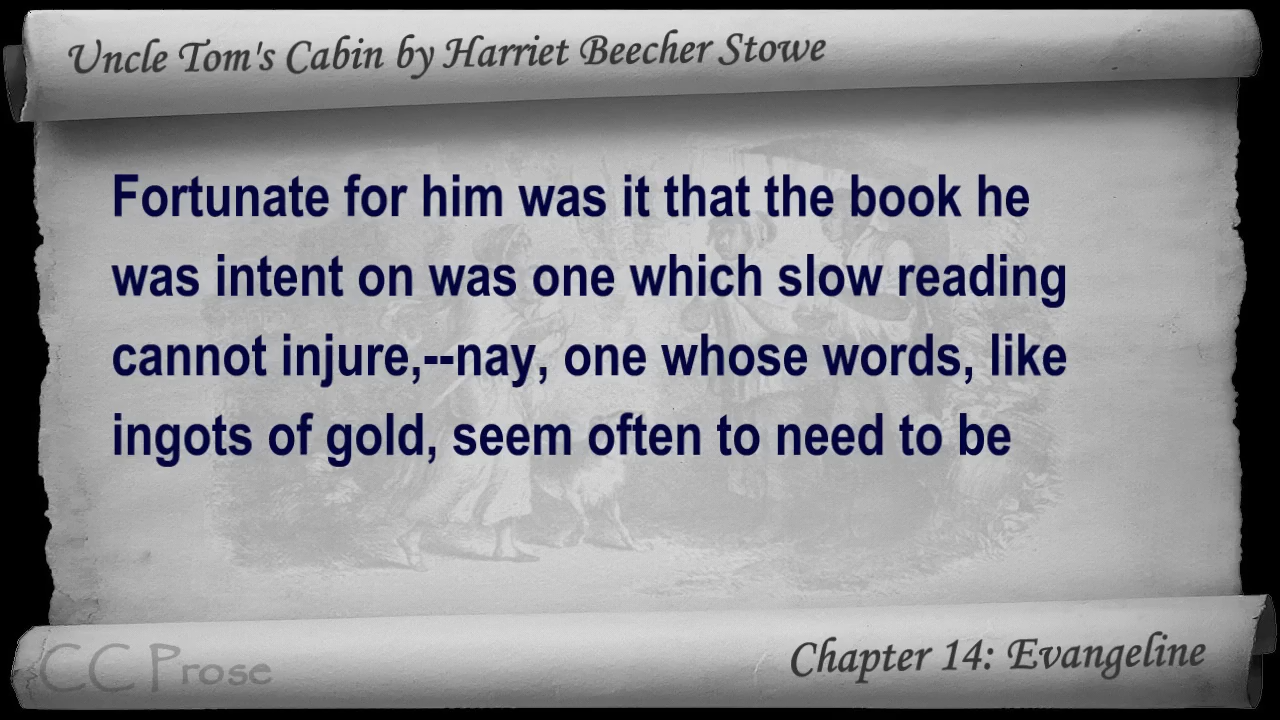 Uncle Tom's Cabin by Harriet Beecher Stowe
Fortunate for him was it that the book he
was intent on was one which slow reading
cannot injure,--nay, one whose words, like
ingots of gold, seem often to need to be
CC Prose
Chapter 14: Evangeline